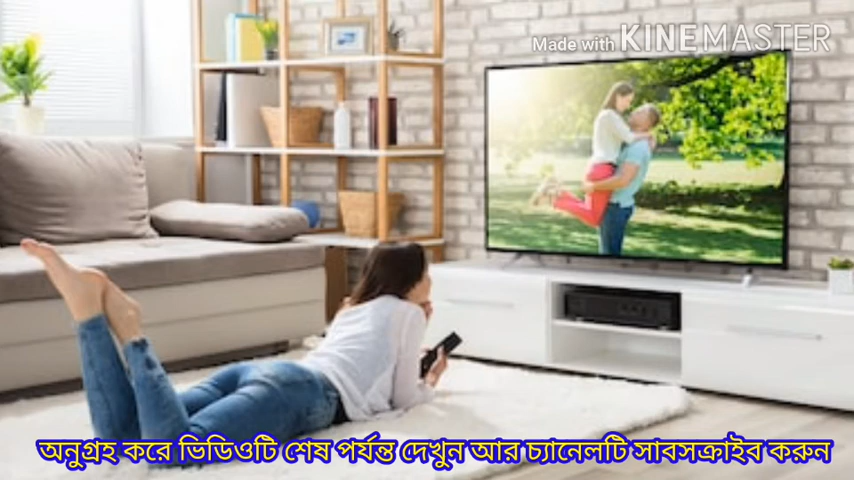 Made with KINEMASTER
অনুগ্রহ করে ভিডিওটি শেষ পর্যন্ত দেখুন আর চ্যানেলটি সাবসক্রাইব করুন